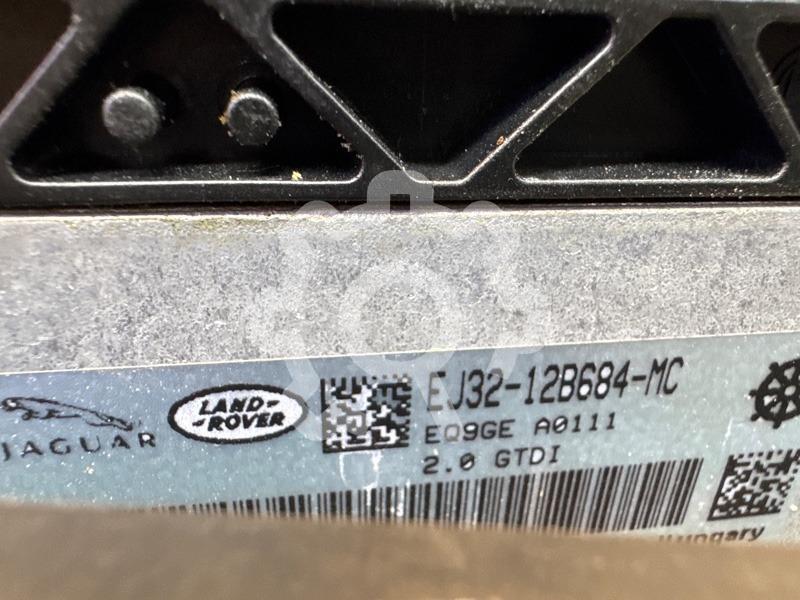 JAGUAR
LAND-
-ROVER
EJ32-12B684-MC
EQ9GE A0111
2.0 GTDI
Hungary